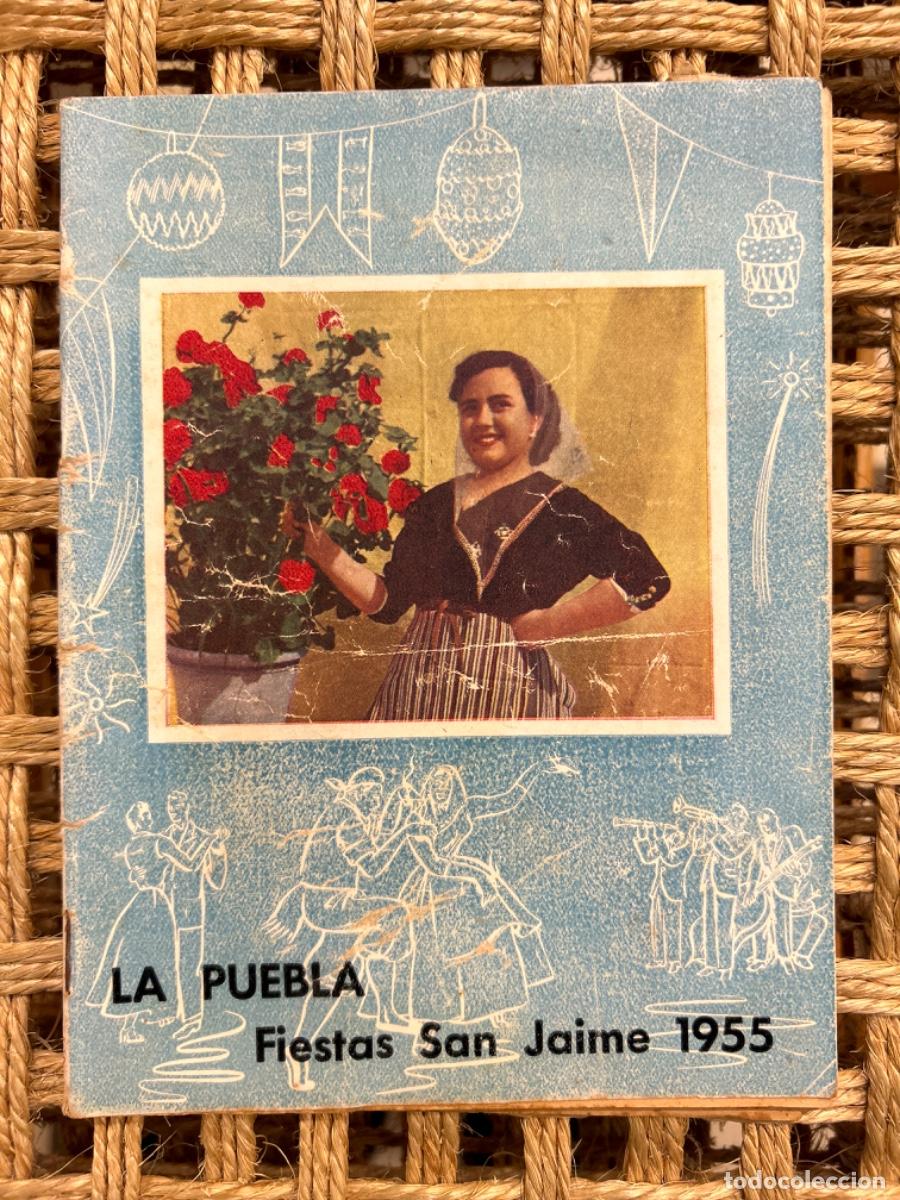 LA PUEBLA
Fiestas San Jaime 1955
todocoleccion